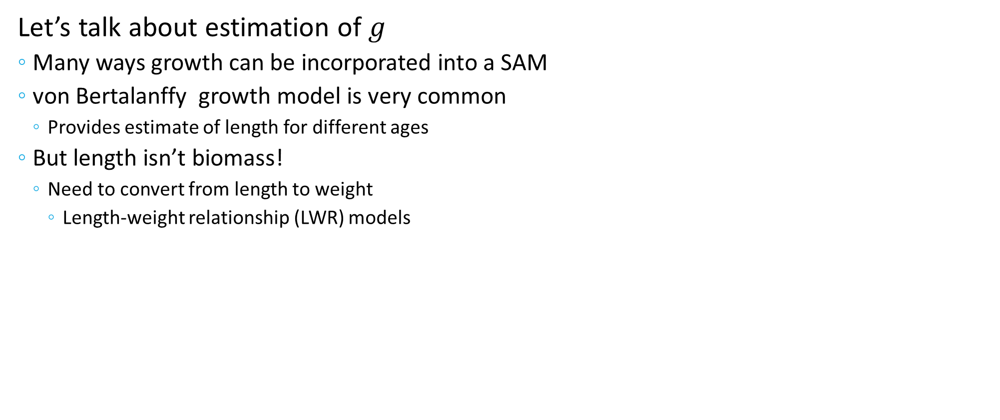 Let’s talk about estimation of g
◦ Many ways growth can be incorporated into a SAM
◦ von Bertalanffy  growth model is very common
◦ Provides estimate of length for different ages
◦ But length isn’t biomass!
◦ Need to convert from length to weight
◦ Length-weight relationship (LWR) models